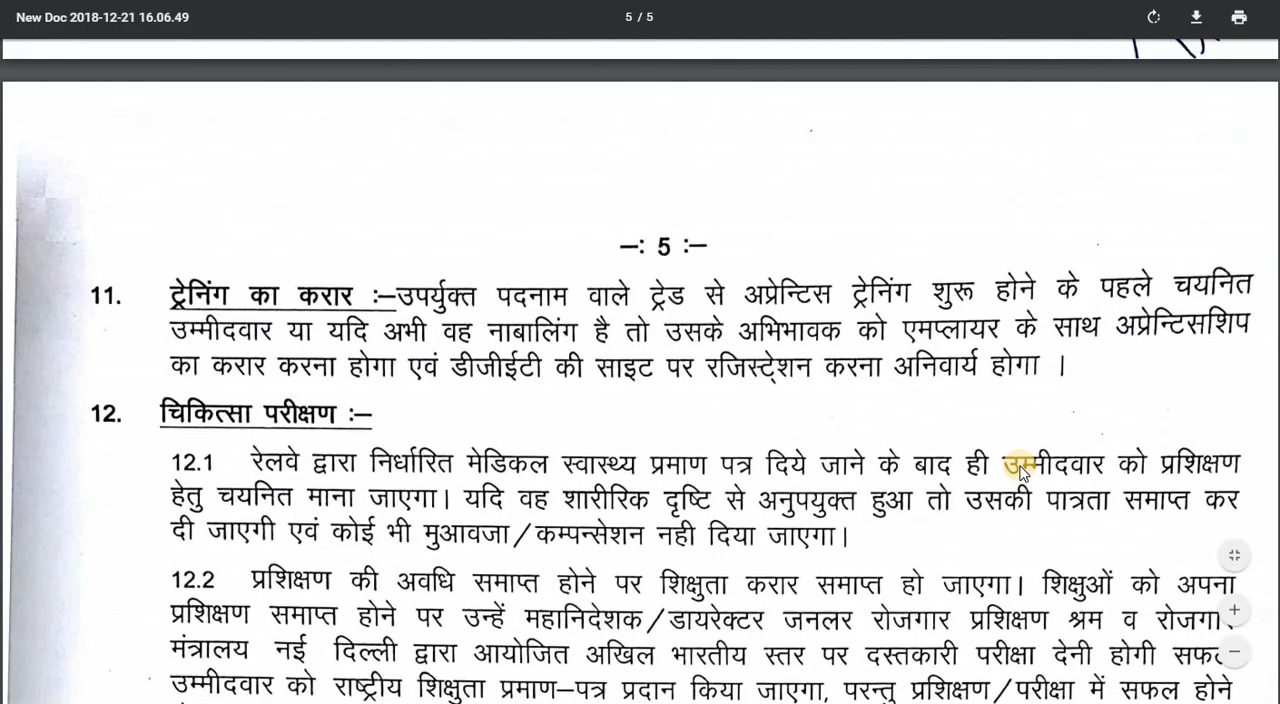 New Doc 2018-12-21 16.06.49
5 / 5
–: 5 :–
11. ट्रेनिंग का करार :–उपर्युक्त पदनाम वाले ट्रेड से अप्रेन्टिस ट्रेनिंग शुरू होने के पहले चयनित
उम्मीदवार या यदि अभी वह नाबालिंग है तो उसके अभिभावक को एमप्लायर के साथ अप्रेन्टिसशिप
का करार करना होगा एवं डीजीईटी की साइट पर रजिस्ट्रेशन करना अनिवार्य होगा ।
12. चिकित्सा परीक्षण :–
12.1 रेलवे द्वारा निर्धारित मेडिकल स्वास्थ्य प्रमाण पत्र दिये जाने के बाद ही उम्मीदवार को प्रशिक्षण
हेतु चयनित माना जाएगा। यदि वह शारीरिक दृष्टि से अनुपयुक्त हुआ तो उसकी पात्रता समाप्त कर
दी जाएगी एवं कोई भी मुआवजा/कम्पन्सेशन नही दिया जाएगा।
12.2 प्रशिक्षण की अवधि समाप्त होने पर शिक्षुता करार समाप्त हो जाएगा। शिक्षुओं को अपना
प्रशिक्षण समाप्त होने पर उन्हें महानिदेशक/डायरेक्टर जनलर रोजगार प्रशिक्षण श्रम व रोजगार
मंत्रालय नई दिल्ली द्वारा आयोजित अखिल भारतीय स्तर पर दस्तकारी परीक्षा देनी होगी
उम्मीदवार को राष्ट्रीय शिक्षुता प्रमाण–पत्र प्रदान किया जाएगा, परन्तु प्रशिक्षण/परीक्षा में सफल होने